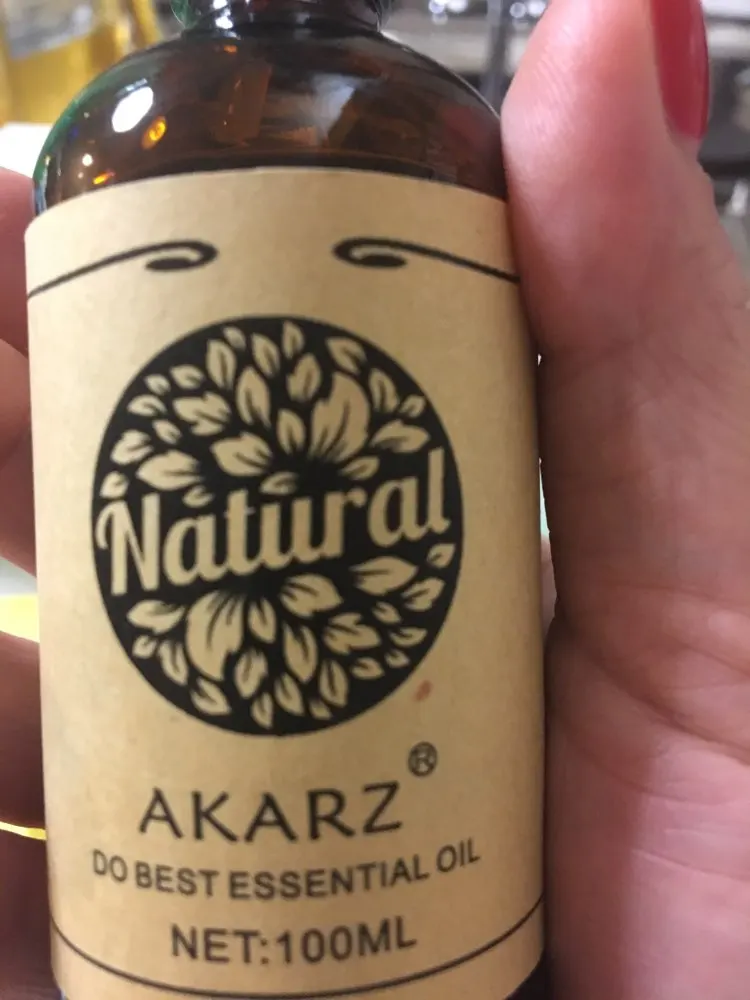 Natural
AKARZ®
DO BEST ESSENTIAL OIL
NET:100ML